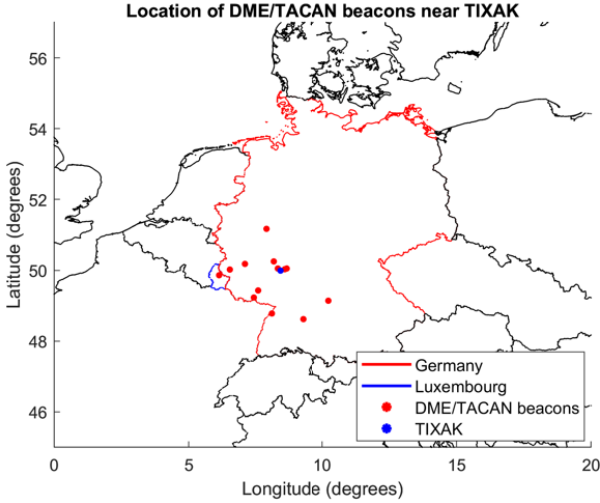 Location of DME/TACAN beacons near TIXAK
56
54
52
50
48
46
Latitude (degrees)
0
5
10
15
20
Longitude (degrees)
Germany
Luxembourg
DME/TACAN beacons
TIXAK